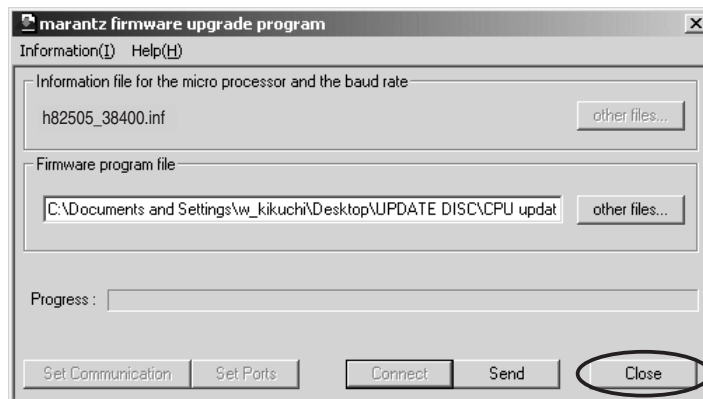 marantz firmware upgrade program
Information(I) Help(H)
Information file for the micro processor and the baud rate
h82505_38400.inf
other files...
Firmware program file
C:\Documents and Settings\w_kikuchi\Desktop\UPDATE DISC\CPU updat
other files...
Progress :
Set Communication Set Ports Connect Send Close